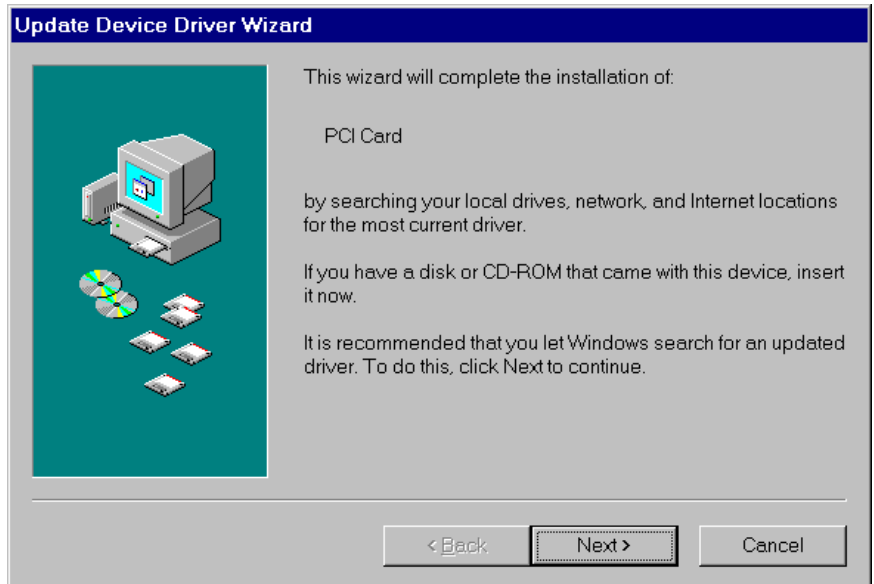 Update Device Driver Wizard
This wizard will complete the installation of:
PCI Card
by searching your local drives, network, and Internet locations
for the most current driver.
If you have a disk or CD-ROM that came with this device, insert
it now.
It is recommended that you let Windows search for an updated
driver. To do this, click Next to continue.
< Back
Next >
Cancel